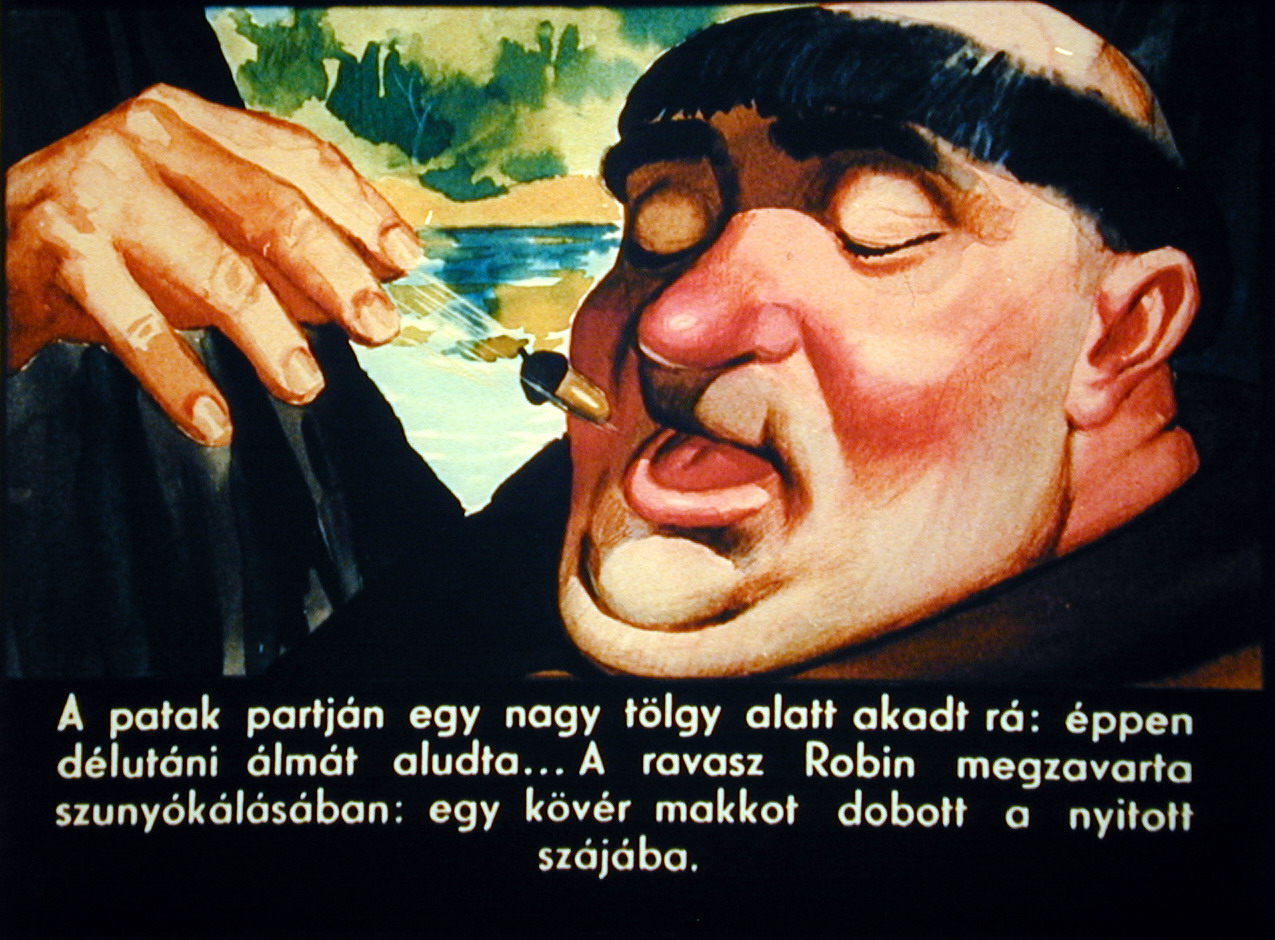 A patak partján egy nagy tölgy alatt akadt rá: éppen
délutáni álmát aludta... A ravasz Robin megzavarta
szunyókálásában: egy kövér makkot dobott a nyitott
szájába.